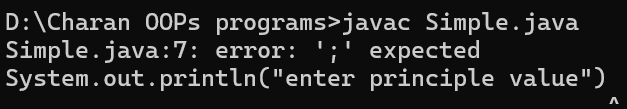 D:\Charan OOPs programs>javac Simple.java
Simple.java:7: error: ';' expected
System.out.println("enter principle value")
^